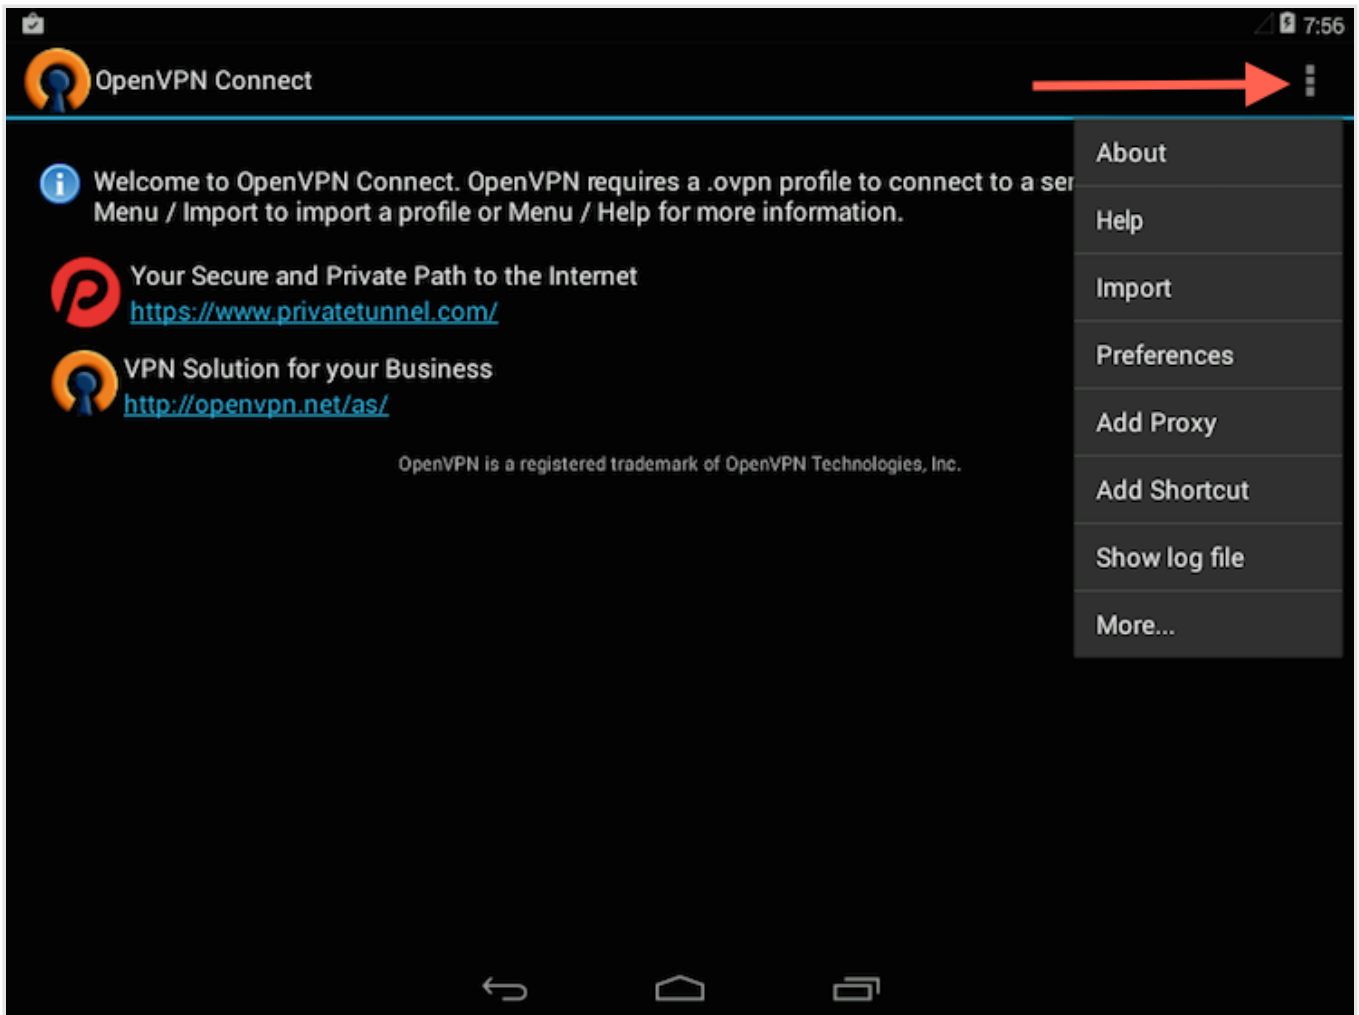 7:56
OpenVPN Connect
Welcome to OpenVPN Connect. OpenVPN requires a .ovpn profile to connect to a ser
Menu / Import to import a profile or Menu / Help for more information.
Your Secure and Private Path to the Internet
https://www.privatetunnel.com/
VPN Solution for your Business
http://openvpn.net/as/
OpenVPN is a registered trademark of OpenVPN Technologies, Inc.
About
Help
Import
Preferences
Add Proxy
Add Shortcut
Show log file
More...